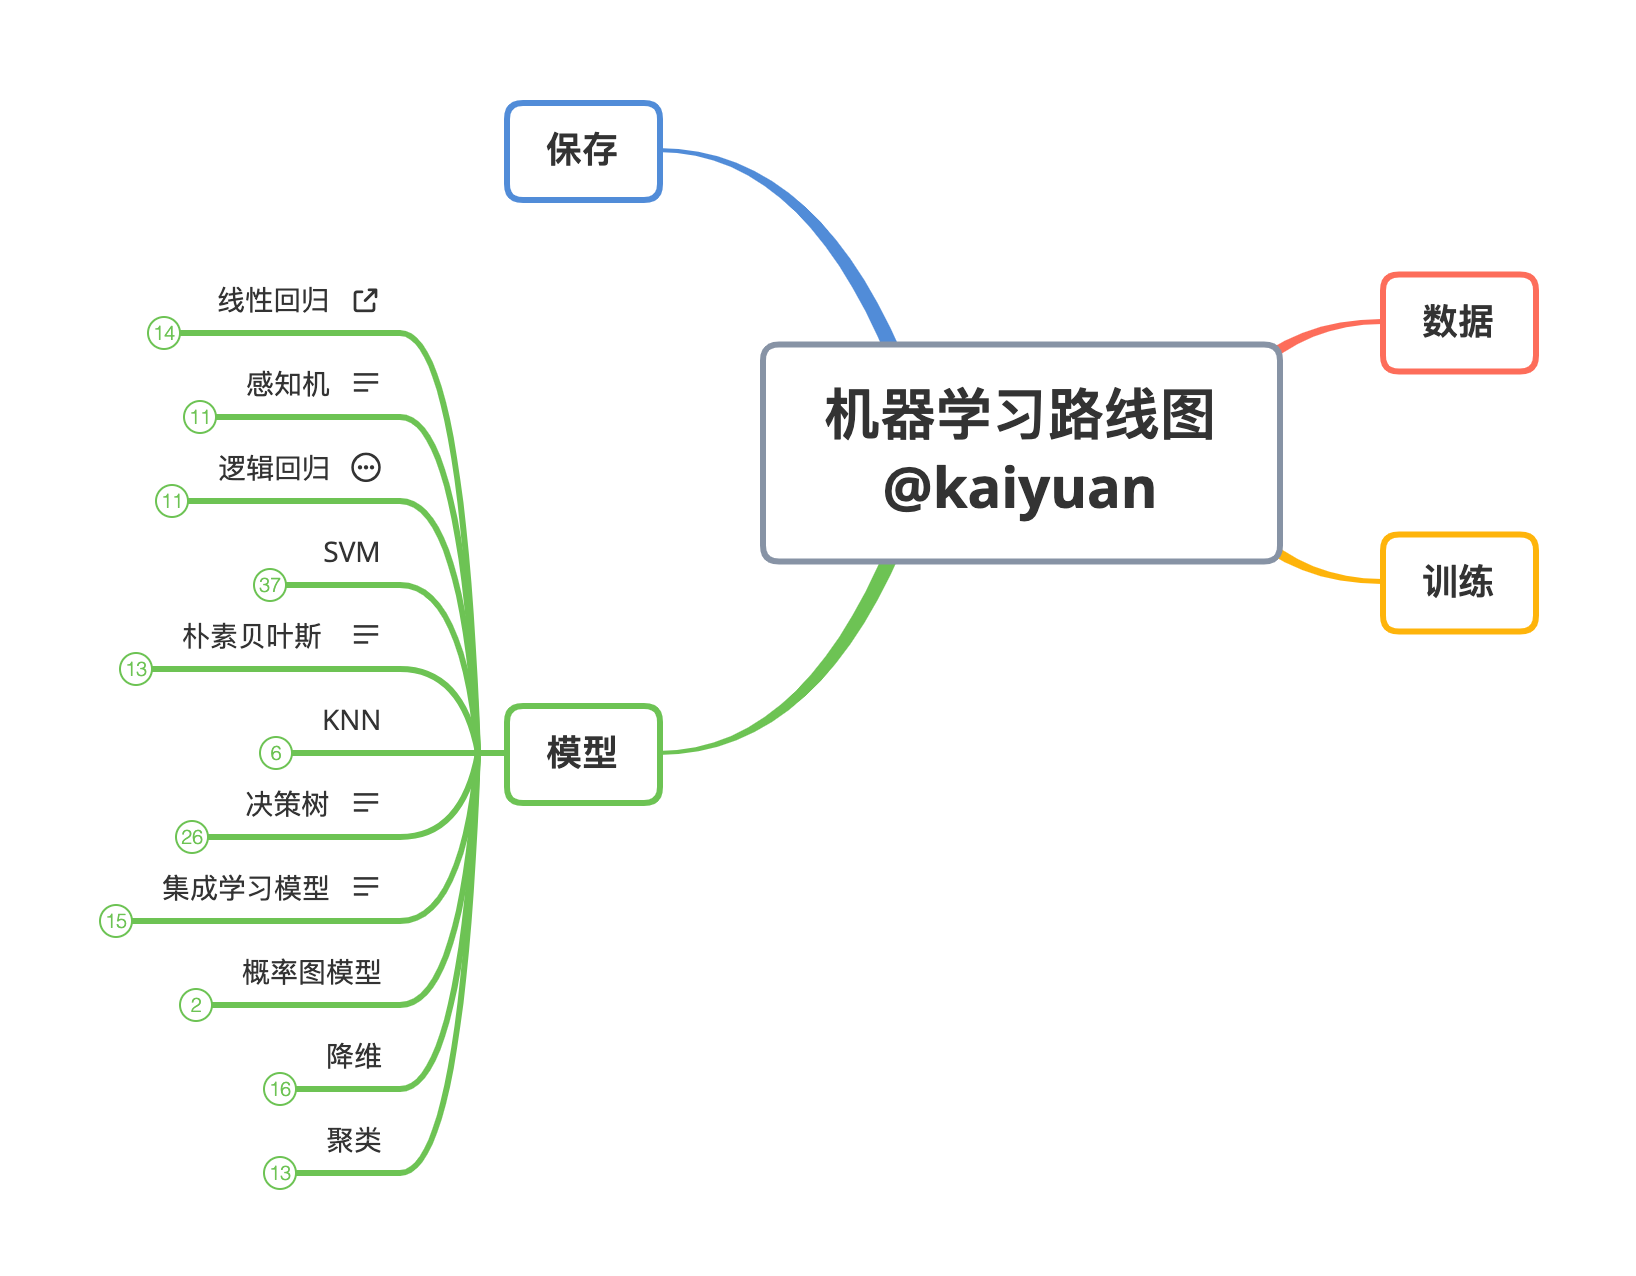 保存
数据
机器学习路线图
@kaiyuan
训练
模型
线性回归
14
感知机
11
逻辑回归
11
SVM
37
朴素贝叶斯
13
KNN
6
决策树
26
集成学习模型
15
概率图模型
2
降维
16
聚类
13